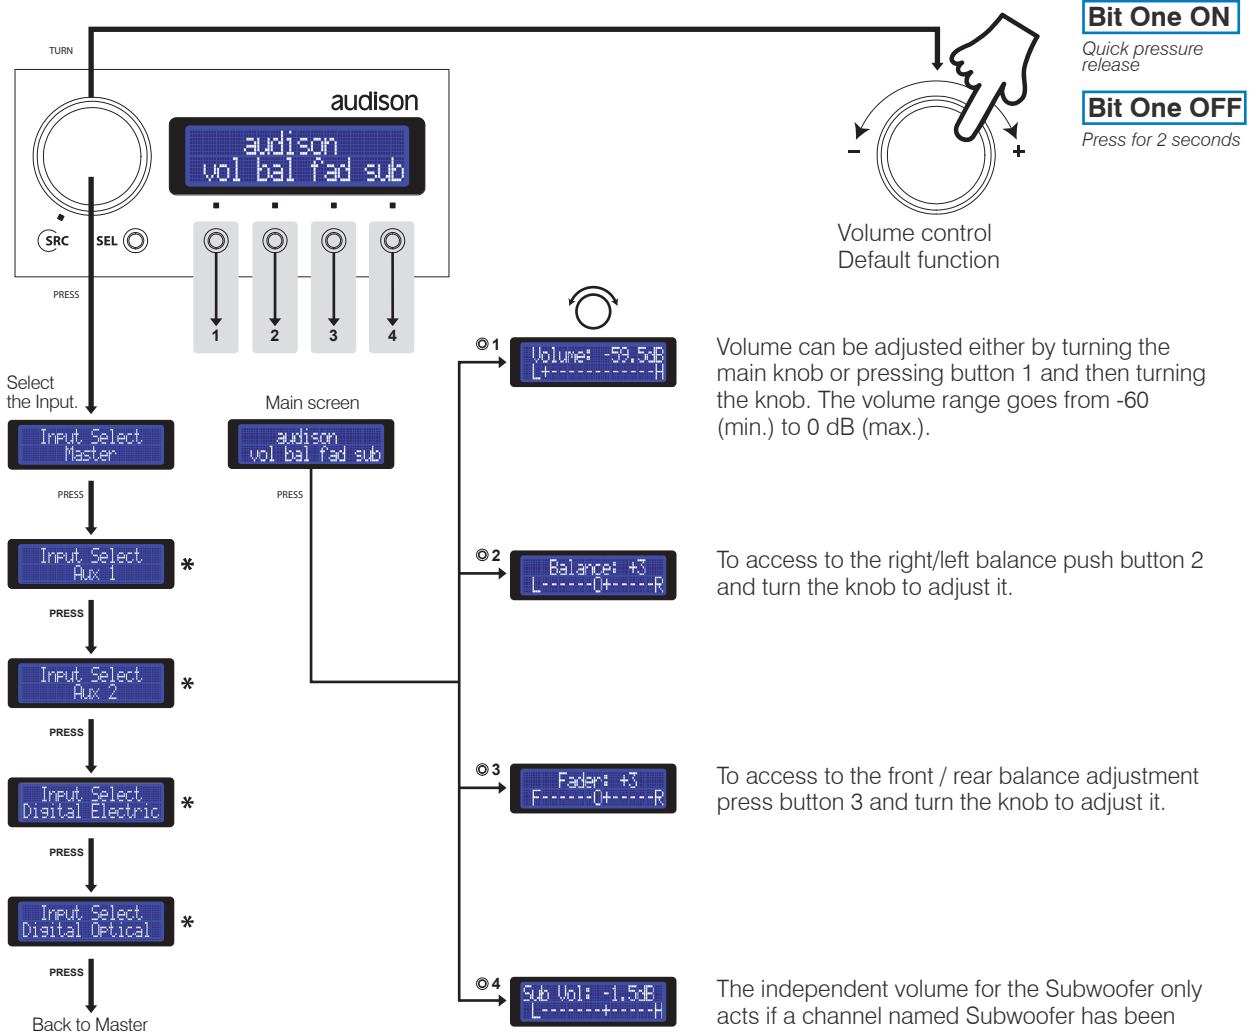 TURN
audison
audison
vol bal fad sub
SRC
SEL
PRESS
1
2
3
4
Bit One ON
Quick pressure
release
Bit One OFF
Press for 2 seconds
-
+
Volume control
Default function
Select
the Input.
Input Select
Master
PRESS
Input Select
Aux 1
*
PRESS
Input Select
Aux 2
*
PRESS
Input Select
Digital Electric
*
PRESS
Input Select
Digital Optical
*
PRESS
Back to Master
Main screen
audison
vol bal fad sub
PRESS
1
Volume: -59.5dB
L+------------H
Volume can be adjusted either by turning the
main knob or pressing button 1 and then turning
the knob. The volume range goes from -60
(min.) to 0 dB (max.).
2
Balance: +3
L------0+-----R
To access to the right/left balance push button 2
and turn the knob to adjust it.
3
Fader: +3
F------0+-----R
To access to the front / rear balance adjustment
press button 3 and turn the knob to adjust it.
4
Sub Vol: -1.5dB
L-------+-----H
The independent volume for the Subwoofer only
acts if a channel named Subwoofer has been